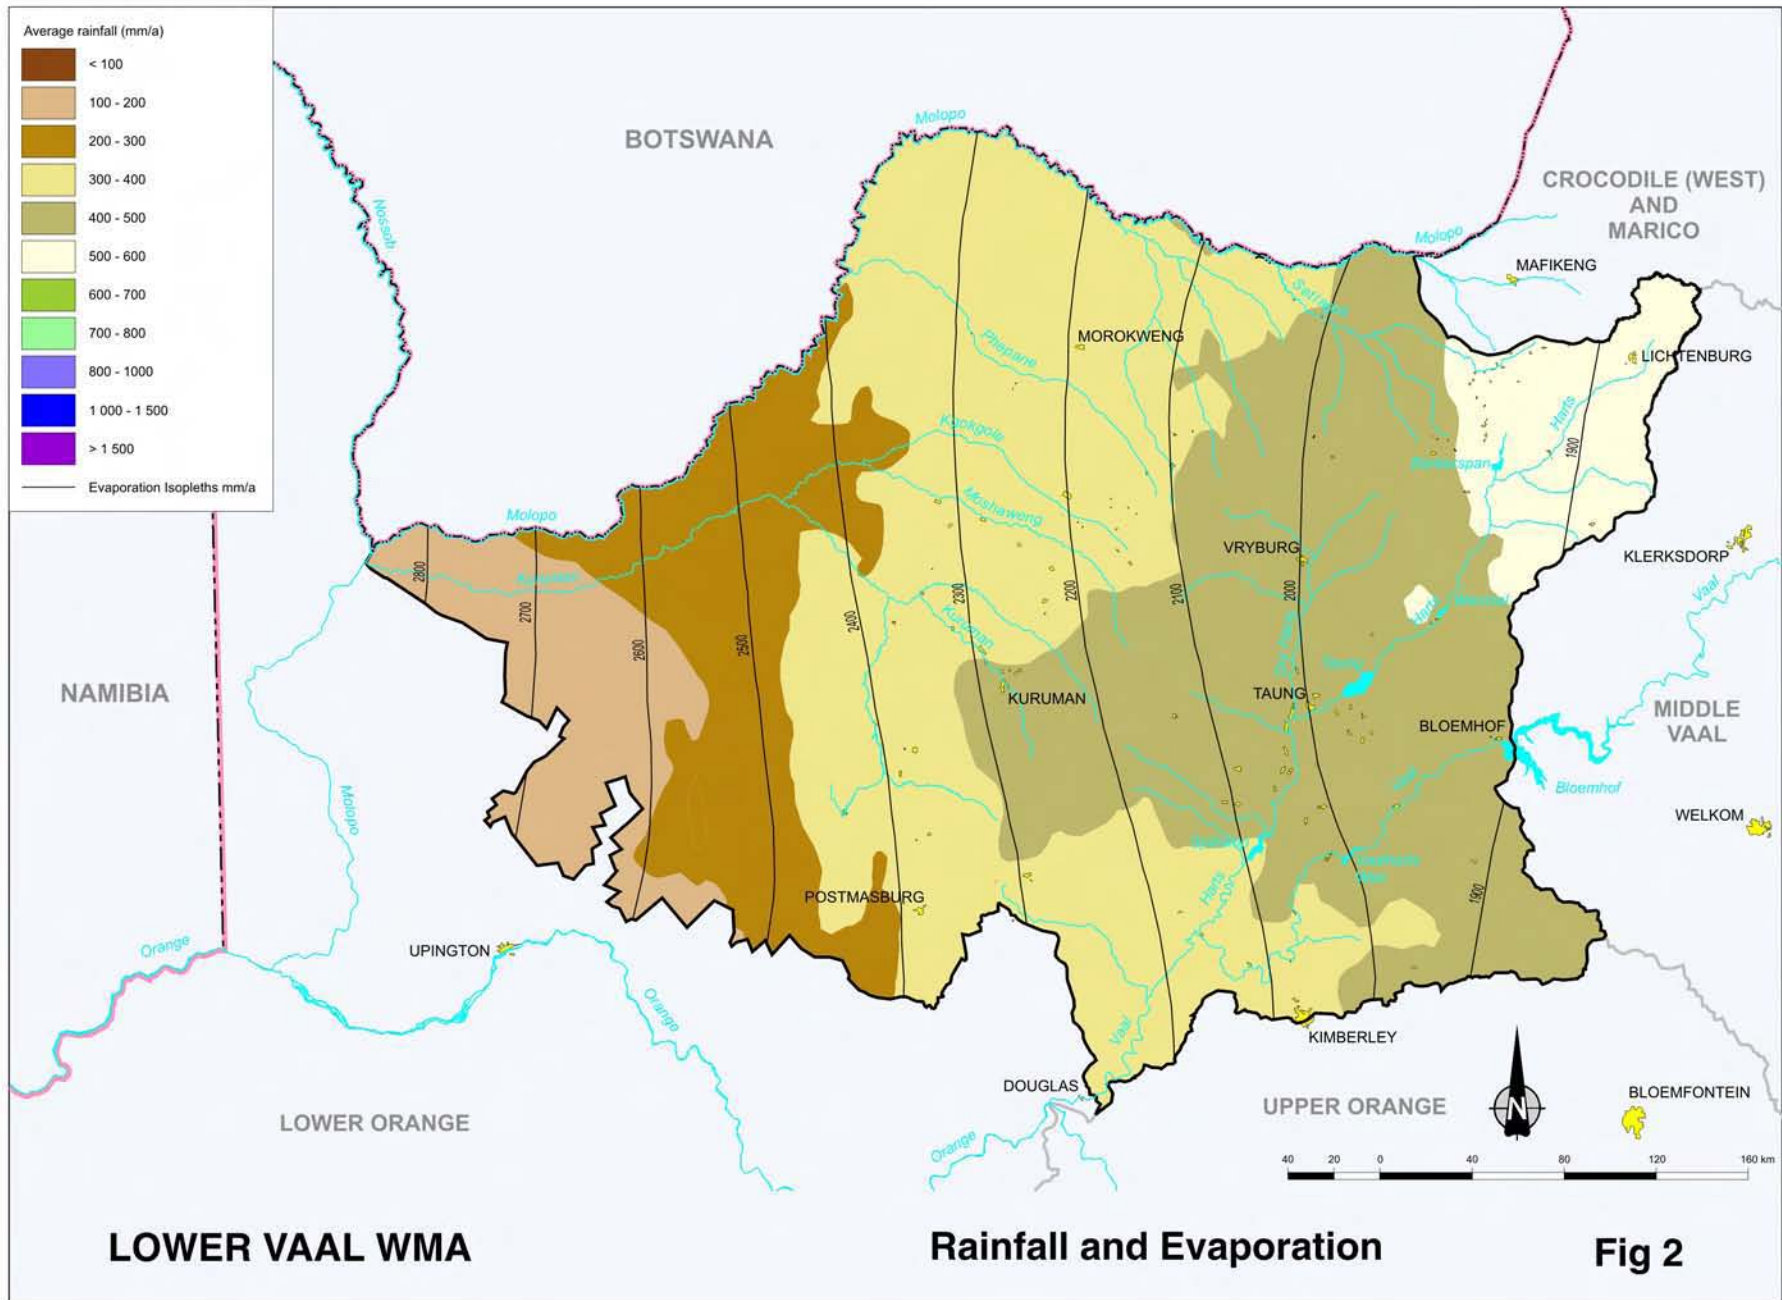 Average rainfall (mm/a)
< 100
100 - 200
200 - 300
300 - 400
400 - 500
500 - 600
600 - 700
700 - 800
800 - 1000
1 000 - 1 500
> 1 500
Evaporation Isopleths mm/a
BOTSWANA
Molopo
Nossob
CROCODILE (WEST)
AND
MARICO
Molopo
MAFIKENG
MOROKWENG
Phepane
LICHTENBURG
Harts
Kgokgole
1900
Moshaweng
Molopo
VRYBURG
KLERKSDORP
Vaal
2800
2700
2600
2500
2400
2300
2200
2100
2000
Kuruman
Harts
NAMIBIA
KURUMAN
TAUNG
BLOEMHOF
MIDDLE
VAAL
Bloemhof
Molopo
WELKOM
Harts
1900
POSTMASBURG
Orange
UPINGTON
Orange
Vaal
KIMBERLEY
DOUGLAS
LOWER ORANGE
Orange
UPPER ORANGE
N
BLOEMFONTEIN
40 20 0 40 80 120 160 km
LOWER VAAL WMA
Rainfall and Evaporation
Fig 2